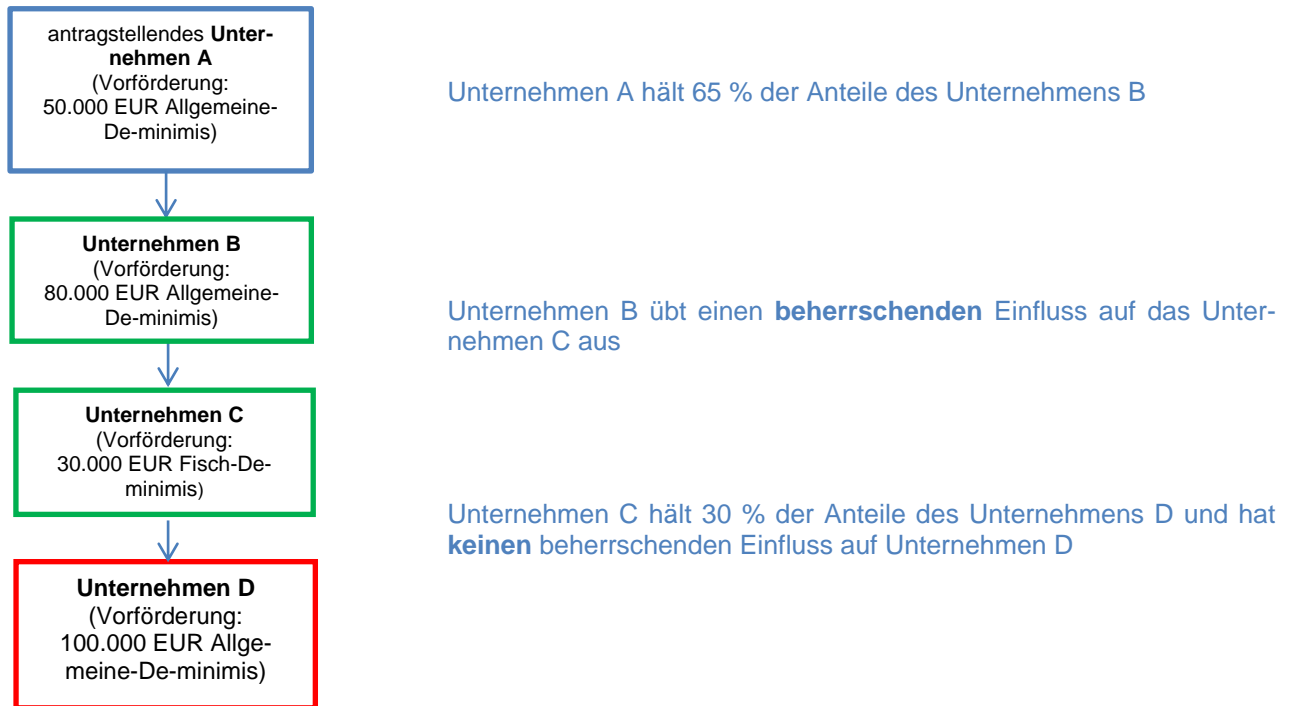 antragstellendes Unter-
nehmen A
(Vorförderung:
50.000 EUR Allgemeine-
De-minimis)
Unternehmen A hält 65 % der Anteile des Unternehmens B
Unternehmen B
(Vorförderung:
80.000 EUR Allgemeine-
De-minimis)
Unternehmen B übt einen beherrschenden Einfluss auf das Unter-
nehmen C aus
Unternehmen C
(Vorförderung:
30.000 EUR Fisch-De-
minimis)
Unternehmen C hält 30 % der Anteile des Unternehmens D und hat
keinen beherrschenden Einfluss auf Unternehmen D
Unternehmen D
(Vorförderung:
100.000 EUR Allge-
meine-De-minimis)